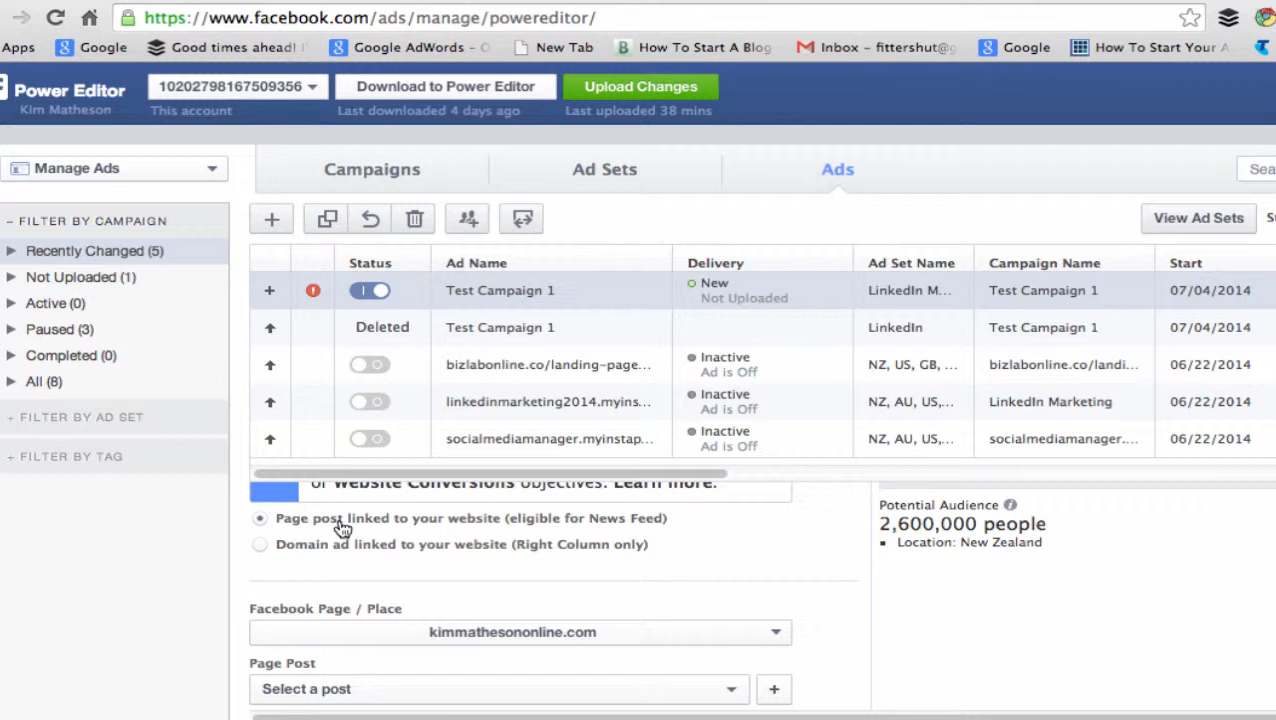 https://www.facebook.com/ads/manage/powereditor/
Apps Google Good times ahead! Google AdWords - New Tab How To Start A Blog Inbox - fittershut@g Google How To Start Your
Power Editor 10202798167509356 Download to Power Editor Upload Changes
Kim Matheson This account Last downloaded 4 days ago Last uploaded 38 mins
Manage Ads Campaigns Ad Sets Ads
– FILTER BY CAMPAIGN View Ad Sets
Recently Changed (5)
Not Uploaded (1)
Active (0)
Paused (3)
Completed (0)
All (8)
+ FILTER BY AD SET
+ FILTER BY TAG
Status Ad Name Delivery Ad Set Name Campaign Name Start
Test Campaign 1 New Not Uploaded LinkedIn M... Test Campaign 1 07/04/2014
Deleted Test Campaign 1 LinkedIn Test Campaign 1 07/04/2014
bizlabonline.co/landing-page... Inactive Ad is Off NZ, US, GB, ... bizlabonline.co/landi... 06/22/2014
linkedinmarketing2014.myins... Inactive Ad is Off NZ, AU, US,... LinkedIn Marketing 06/22/2014
socialmediamanager.myinstap... Inactive Ad is Off NZ, AU, US,... socialmediamanager.... 06/22/2014
or Website Conversions objectives. Learn more.
Page post linked to your website (eligible for News Feed)
Domain ad linked to your website (Right Column only)
Facebook Page / Place
kimmathesononline.com
Page Post
Select a post
Potential Audience
2,600,000 people
Location: New Zealand